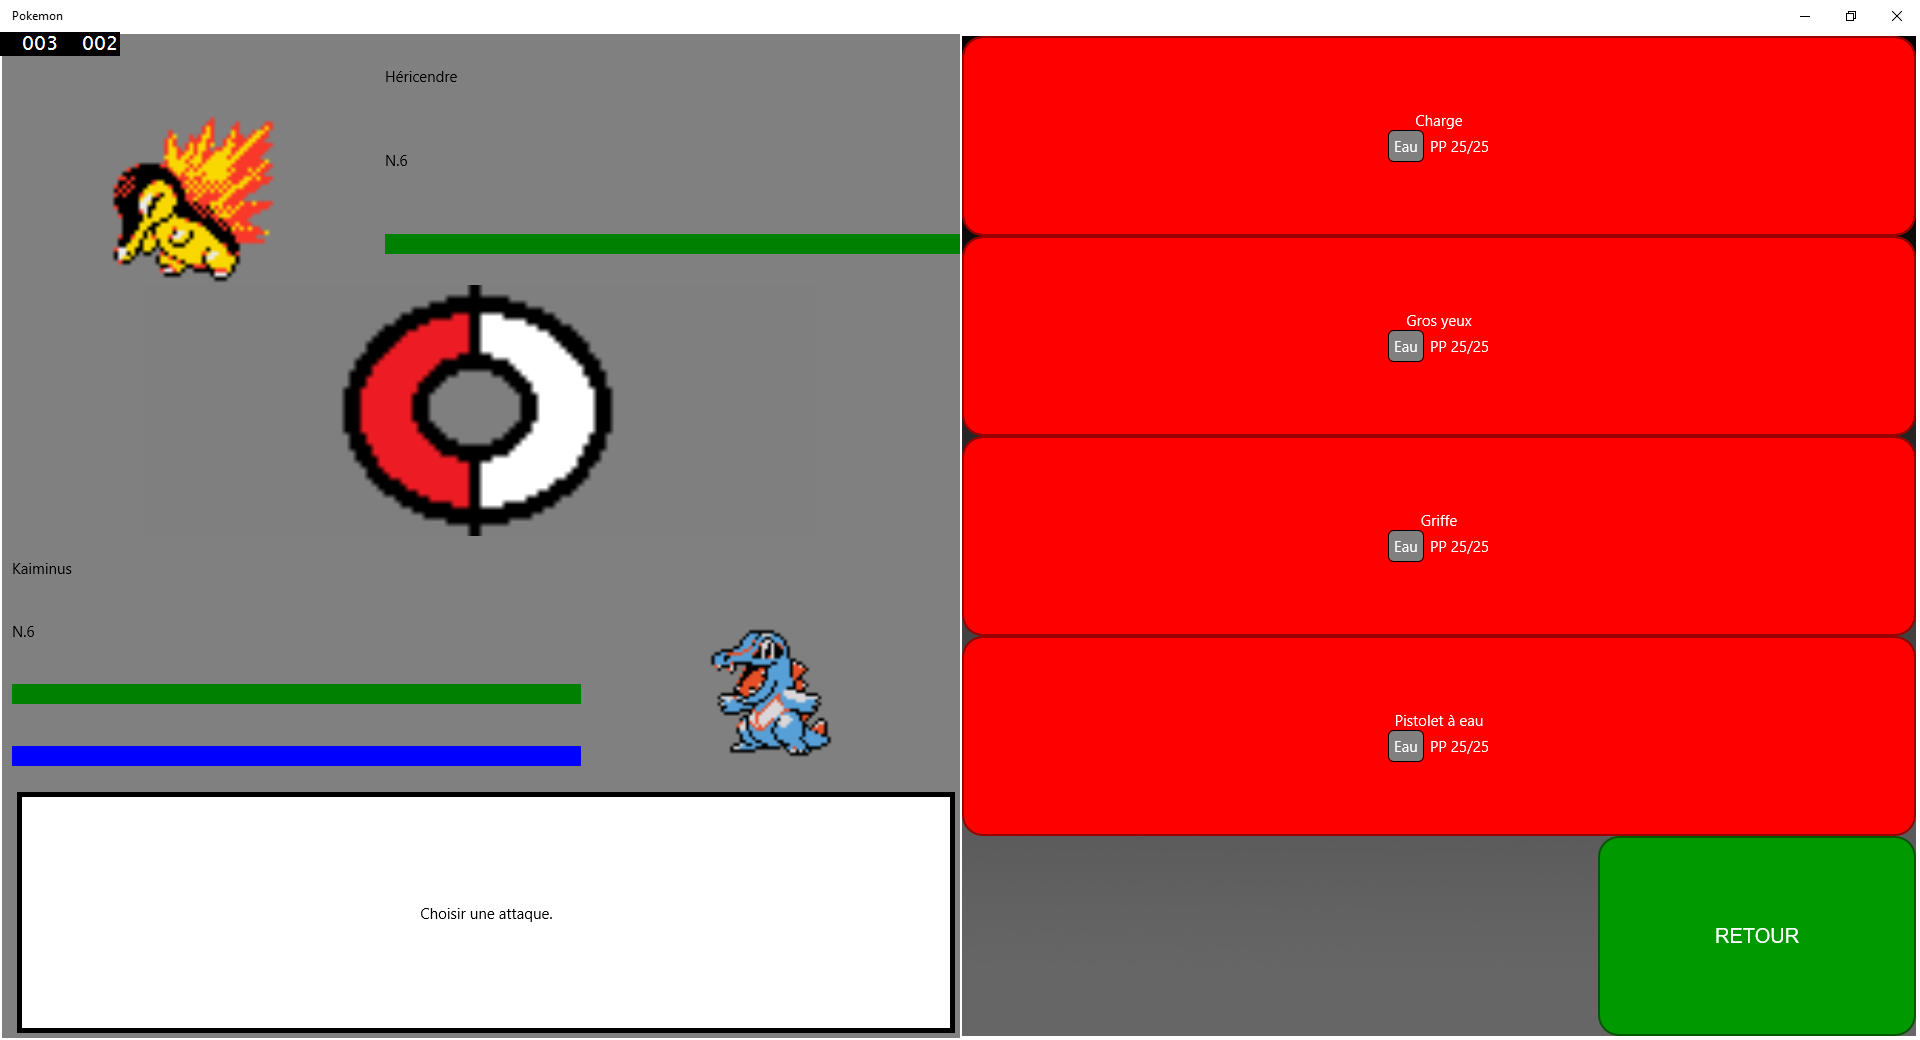 Pokemon
003 002
Héricendre
N.6
Kaiminus
N.6
Choisir une attaque.
Charge
Eau PP 25/25
Gros yeux
Eau PP 25/25
Griffe
Eau PP 25/25
Pistolet à eau
Eau PP 25/25
RETOUR